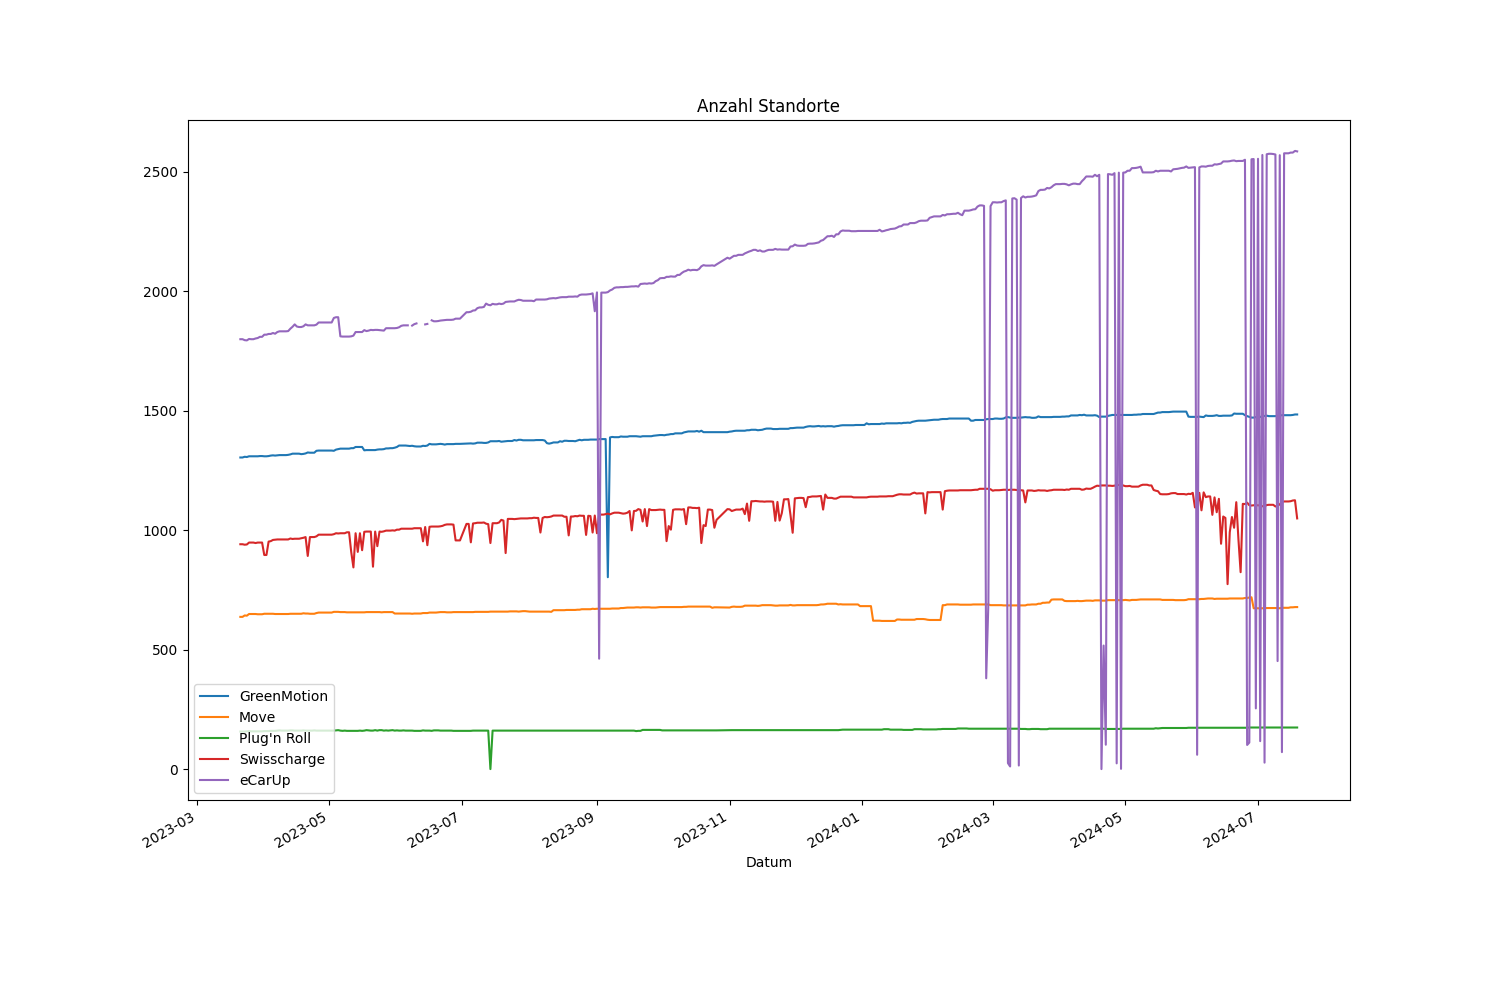 Anzahl Standorte
2500
2000
1500
1000
500
0
GreenMotion
Move
Plug'n Roll
Swisscharge
eCarUp
2023-03
2023-05
2023-07
2023-09
2023-11
2024-01
2024-03
2024-05
2024-07
Datum